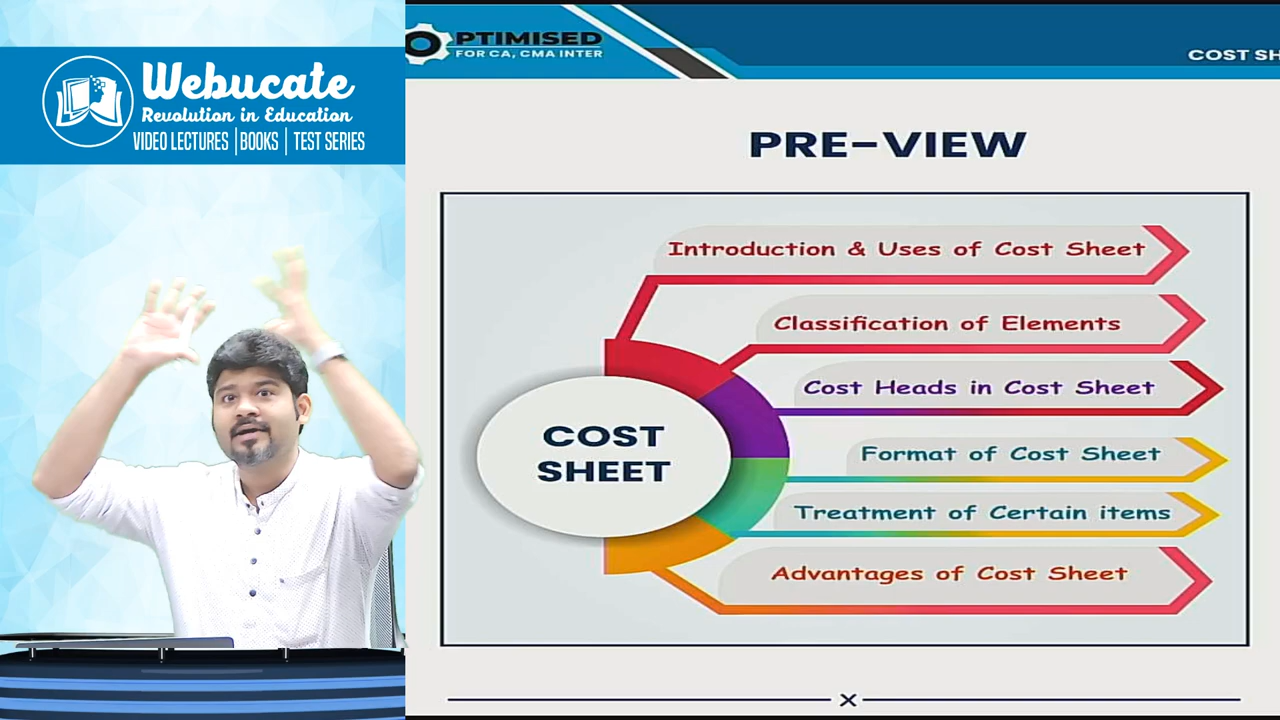 Webucate
Revolution in Education
VIDEO LECTURES | BOOKS | TEST SERIES
PTIMISED
FOR CA, CMA INTER
COST SH
PRE-VIEW
Introduction & Uses of Cost Sheet
Classification of Elements
Cost Heads in Cost Sheet
COST
SHEET
Format of Cost Sheet
Treatment of Certain items
Advantages of Cost Sheet